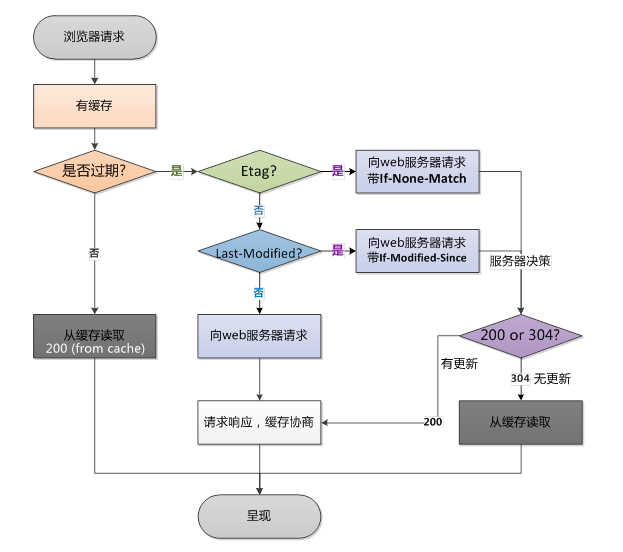 浏览器请求
有缓存
是否过期?
是
Etag?
是
向web服务器请求
带If-None-Match
否
否
Last-Modified?
是
向web服务器请求
带If-Modified-Since
服务器决策
否
从缓存读取
200 (from cache)
向web服务器请求
200 or 304?
有更新
304 无更新
请求响应，缓存协商
200
从缓存读取
呈现